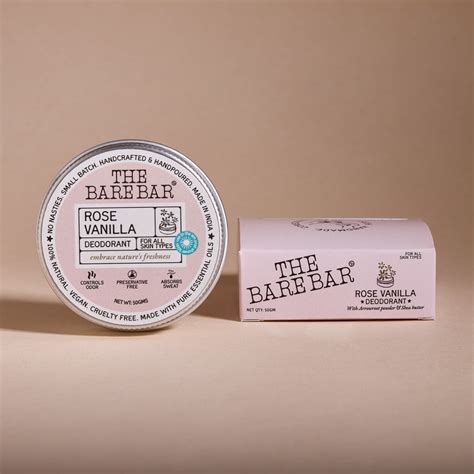 NO NASTIES. SMALL BATCH. HANDCRAFTED & HANDPOURED. MADE IN INDIA
100% NATURAL. VEGAN. CRUELTY FREE. MADE WITH PURE ESSENTIAL OILS
THE
BARE BAR®
ROSE
VANILLA
DEODORANT
FOR ALL
SKIN TYPES
embrace nature's freshness
CONTROLS
ODOR
PRESERVATIVE
FREE
ABSORBS
SWEAT
NET WT: 50GMS
FOR ALL
SKIN TYPES
THE
BARE BAR®
NET QTY: 50GM
ROSE VANILLA
★ DEODORANT ★
With Arrowroot powder & Shea butter